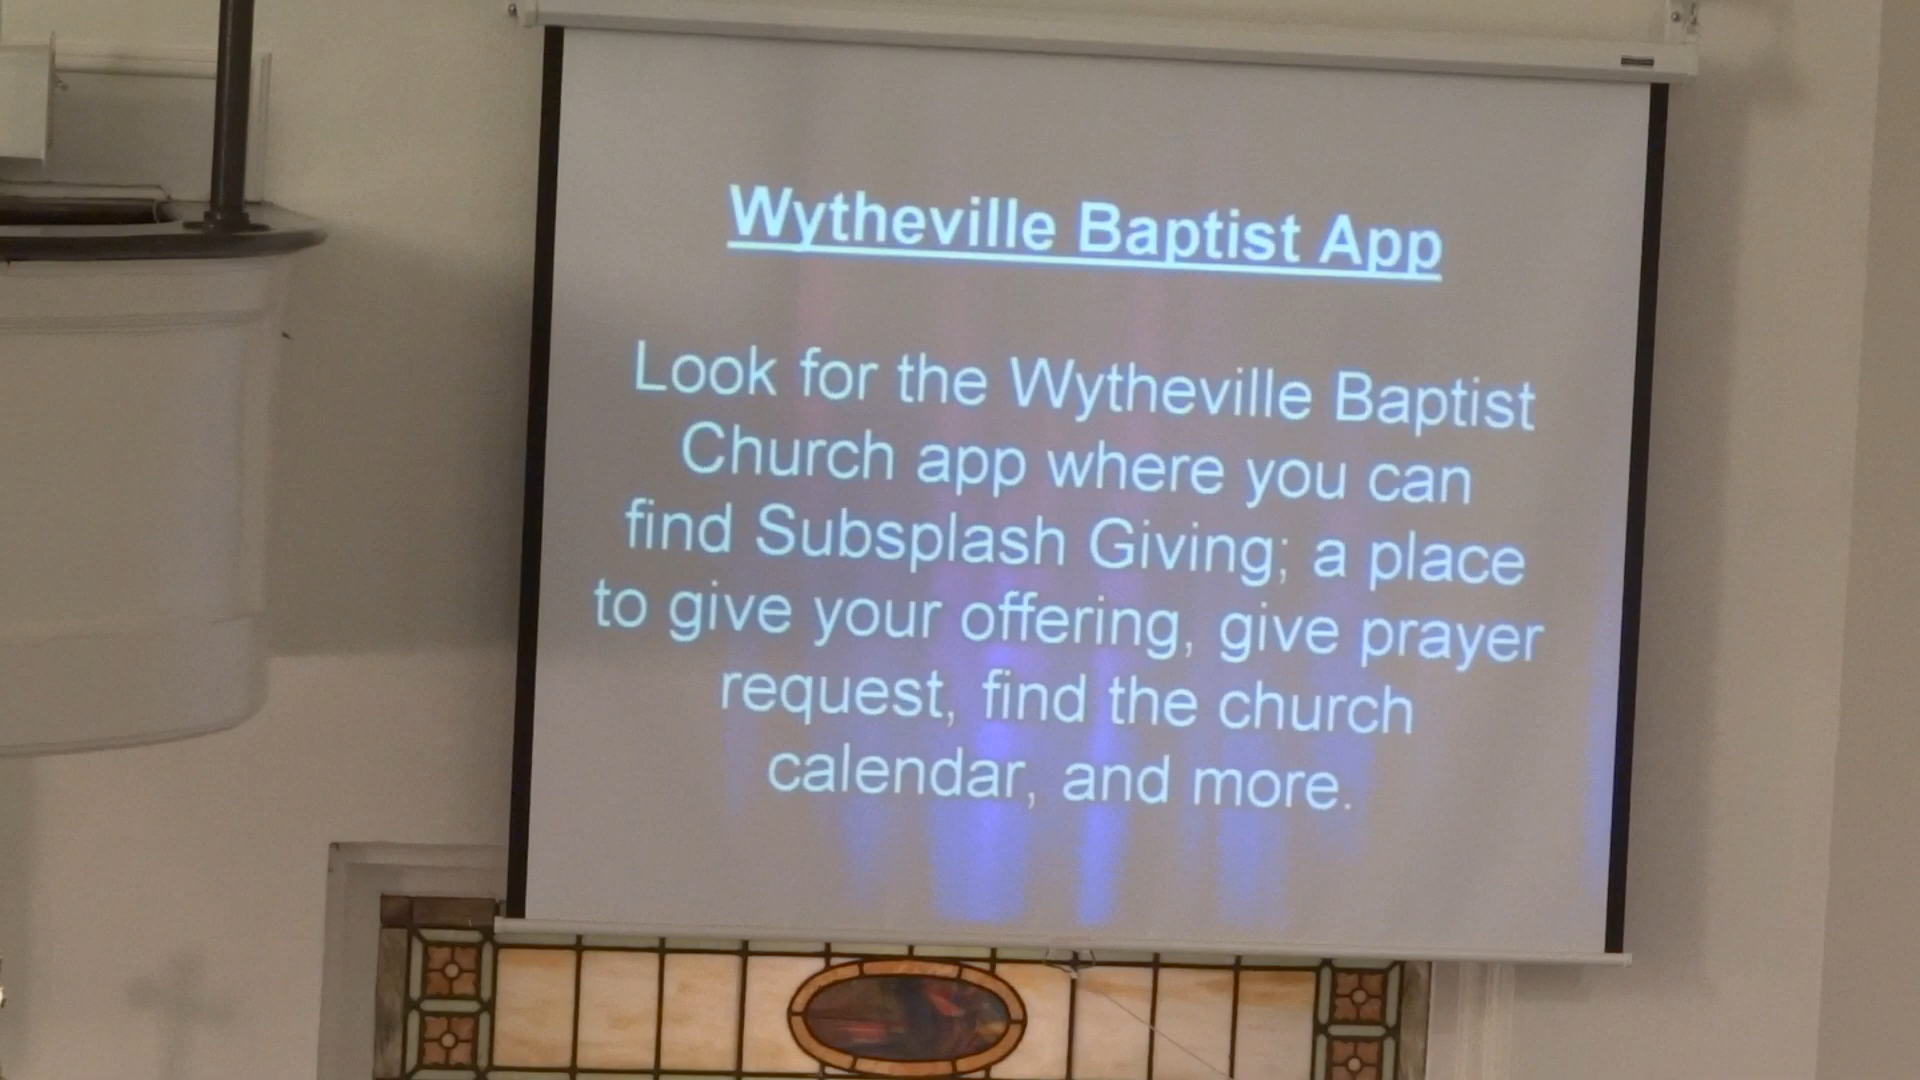 Wytheville Baptist App
Look for the Wytheville Baptist
Church app where you can
find Subsplash Giving; a place
to give your offering, give prayer
request, find the church
calendar, and more.